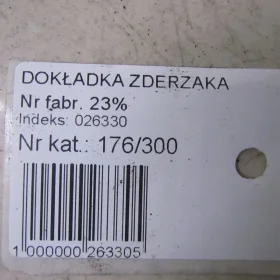 DOKŁADKA ZDERZAKA
Nr fabr. 23%
Indeks: 026330
Nr kat.: 176/300
1 000000 263305